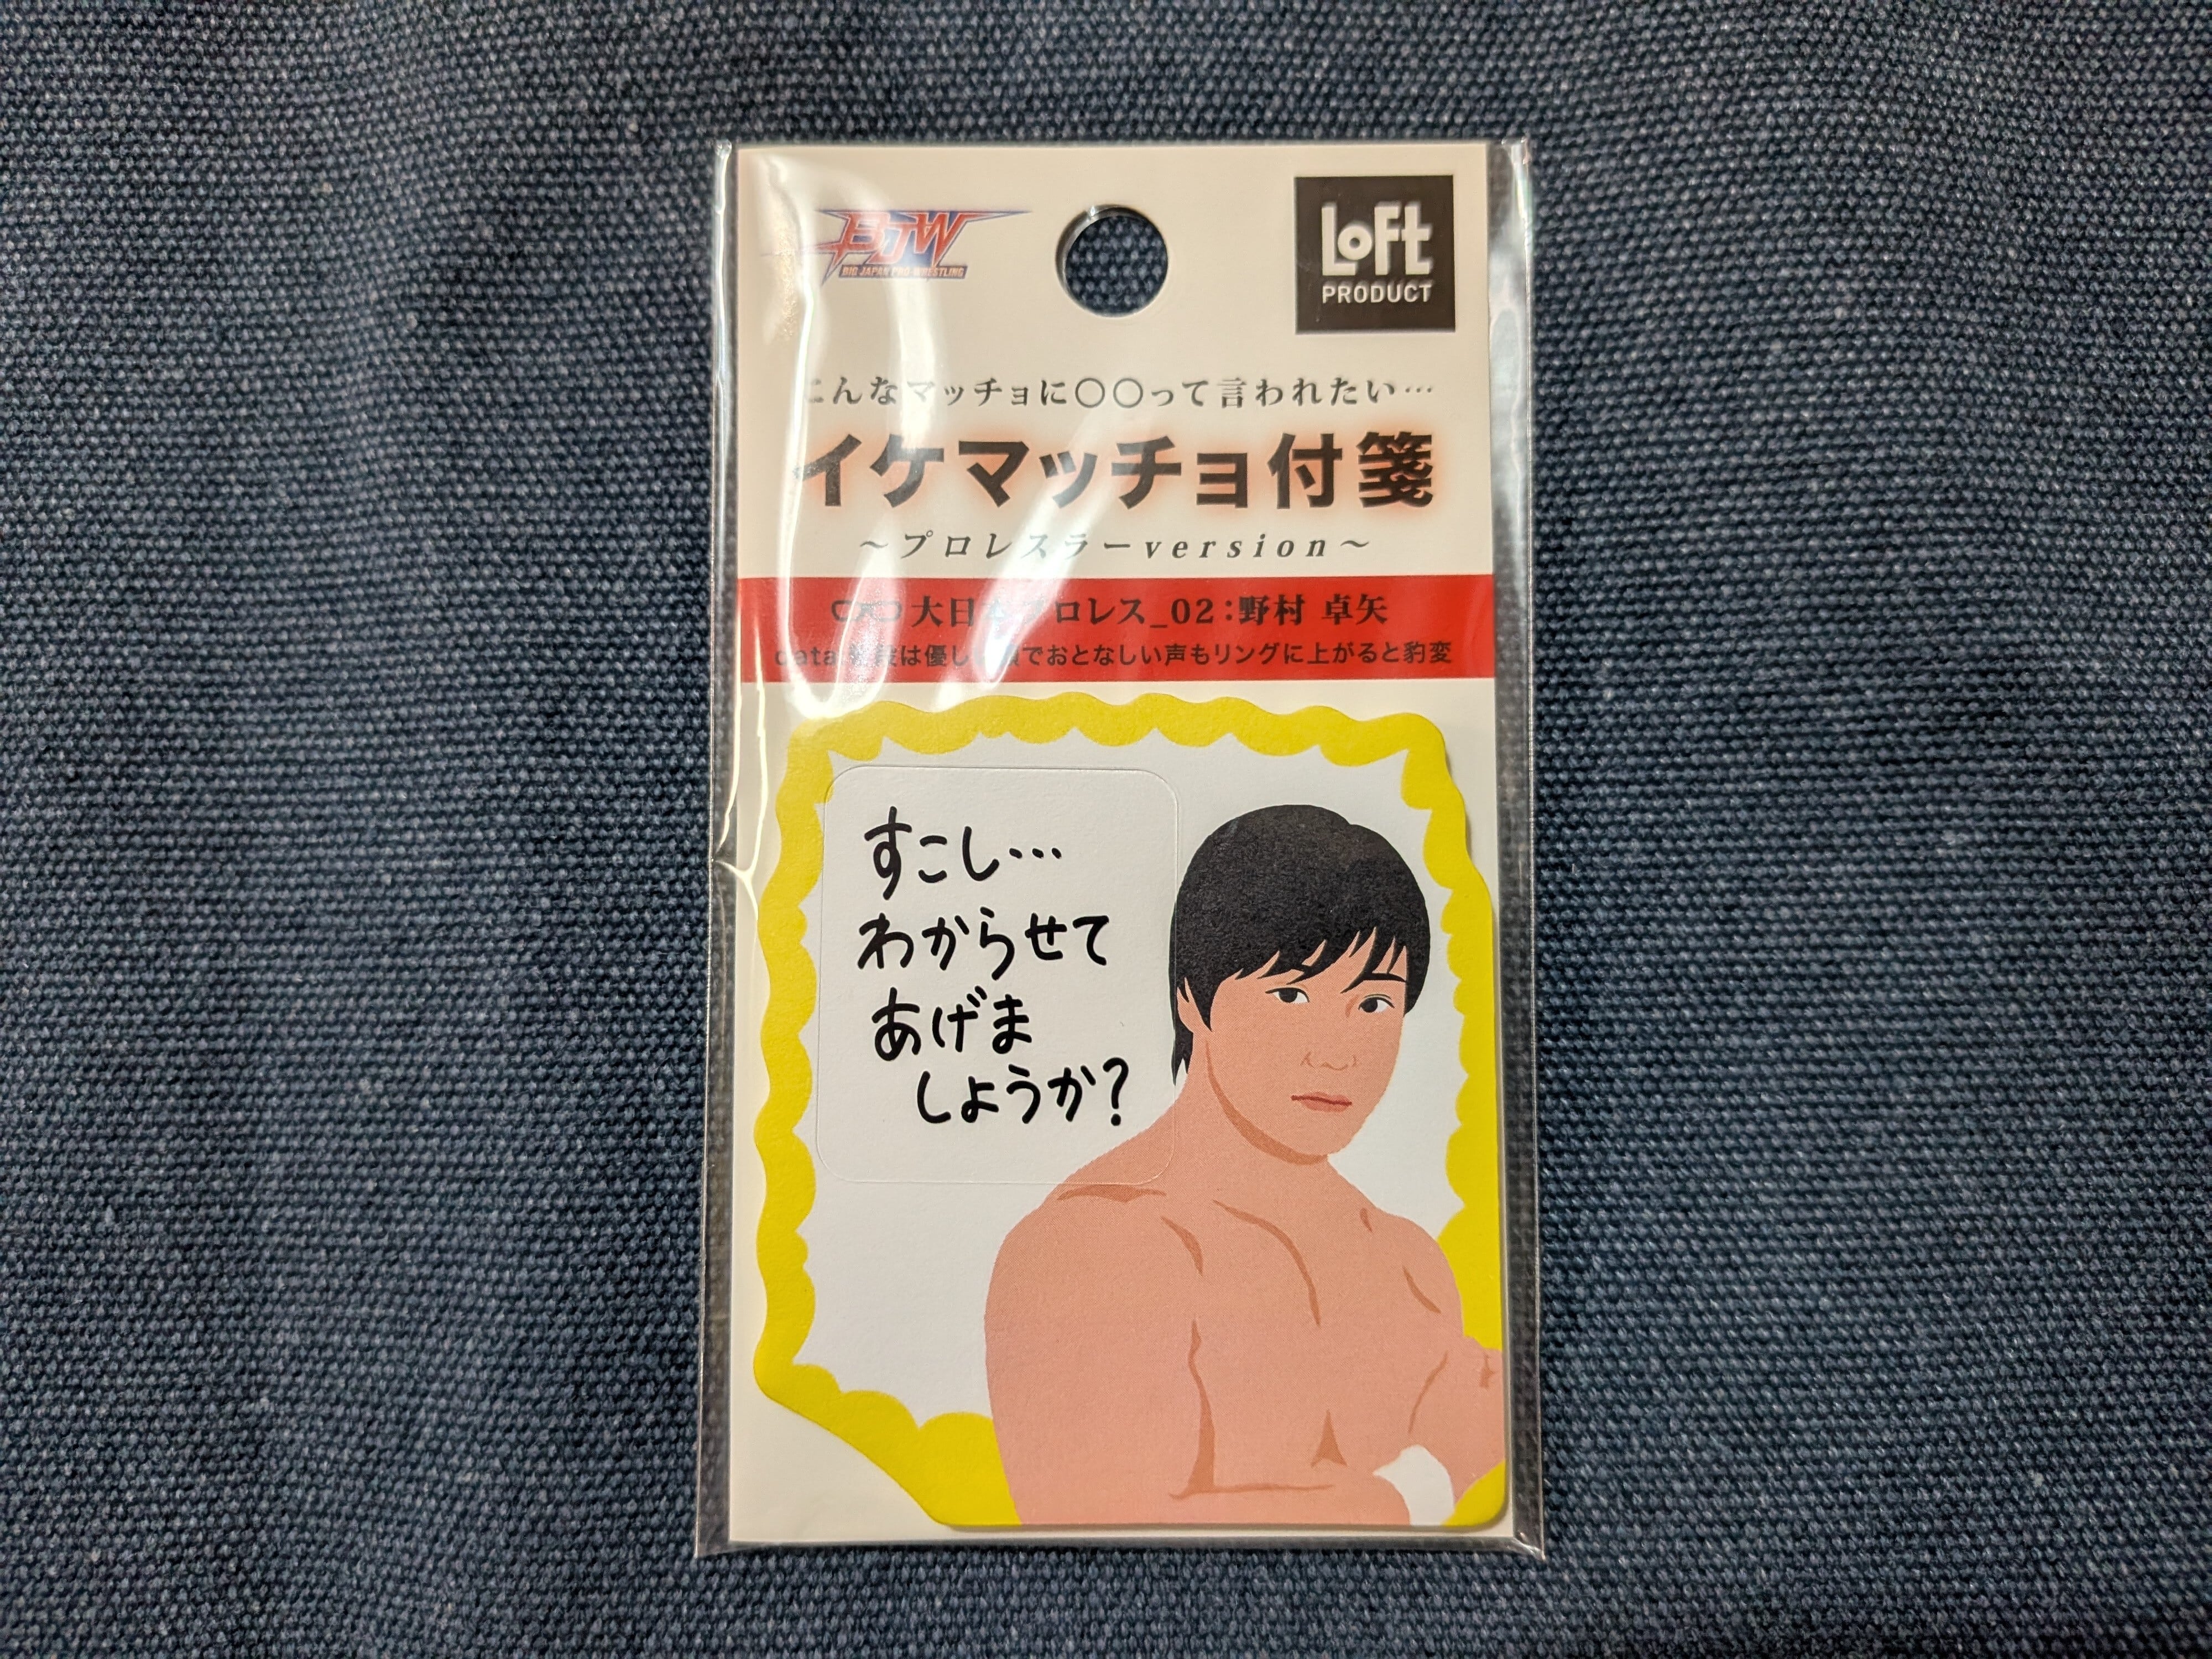 BJW
BIG JAPAN PRO-WRESTLING
LOFT
PRODUCT
こんなマッチョに〇〇って言われたい…
イケマッチョ付箋
～プロレスラーversion～
大日本プロレス_02:野村 卓矢
data:普段は優しい顔でおとなしい声もリングに上がると豹変
すこし…
わからせて
あげま
しょうか?